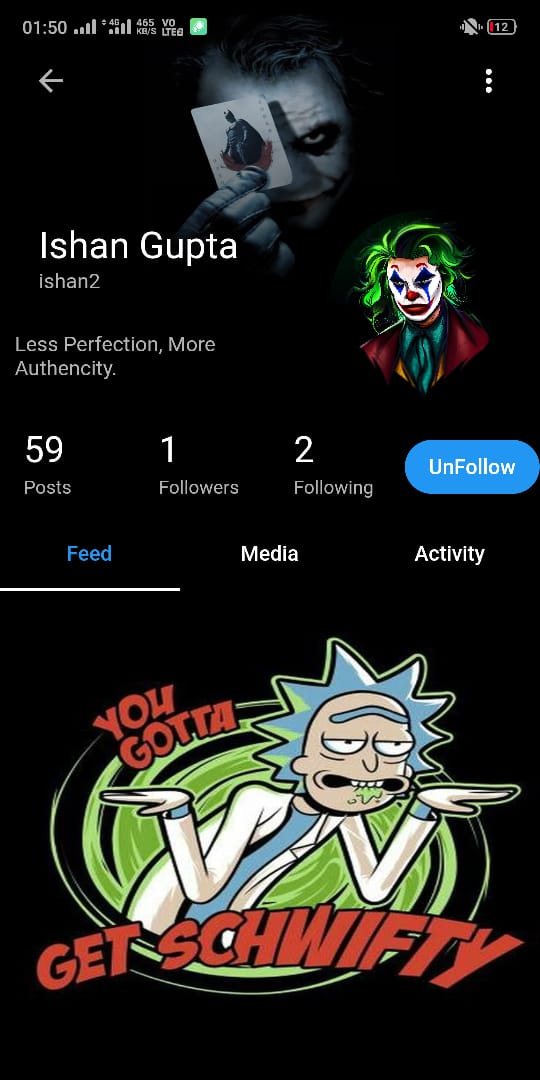 01:50 4G 465 KB/S VO LTE2 12
Ishan Gupta
ishan2
Less Perfection, More
Authencity.
59 1 2
Posts Followers Following
UnFollow
Feed Media Activity
YOU
GOTTA
GET SCHWIFTY